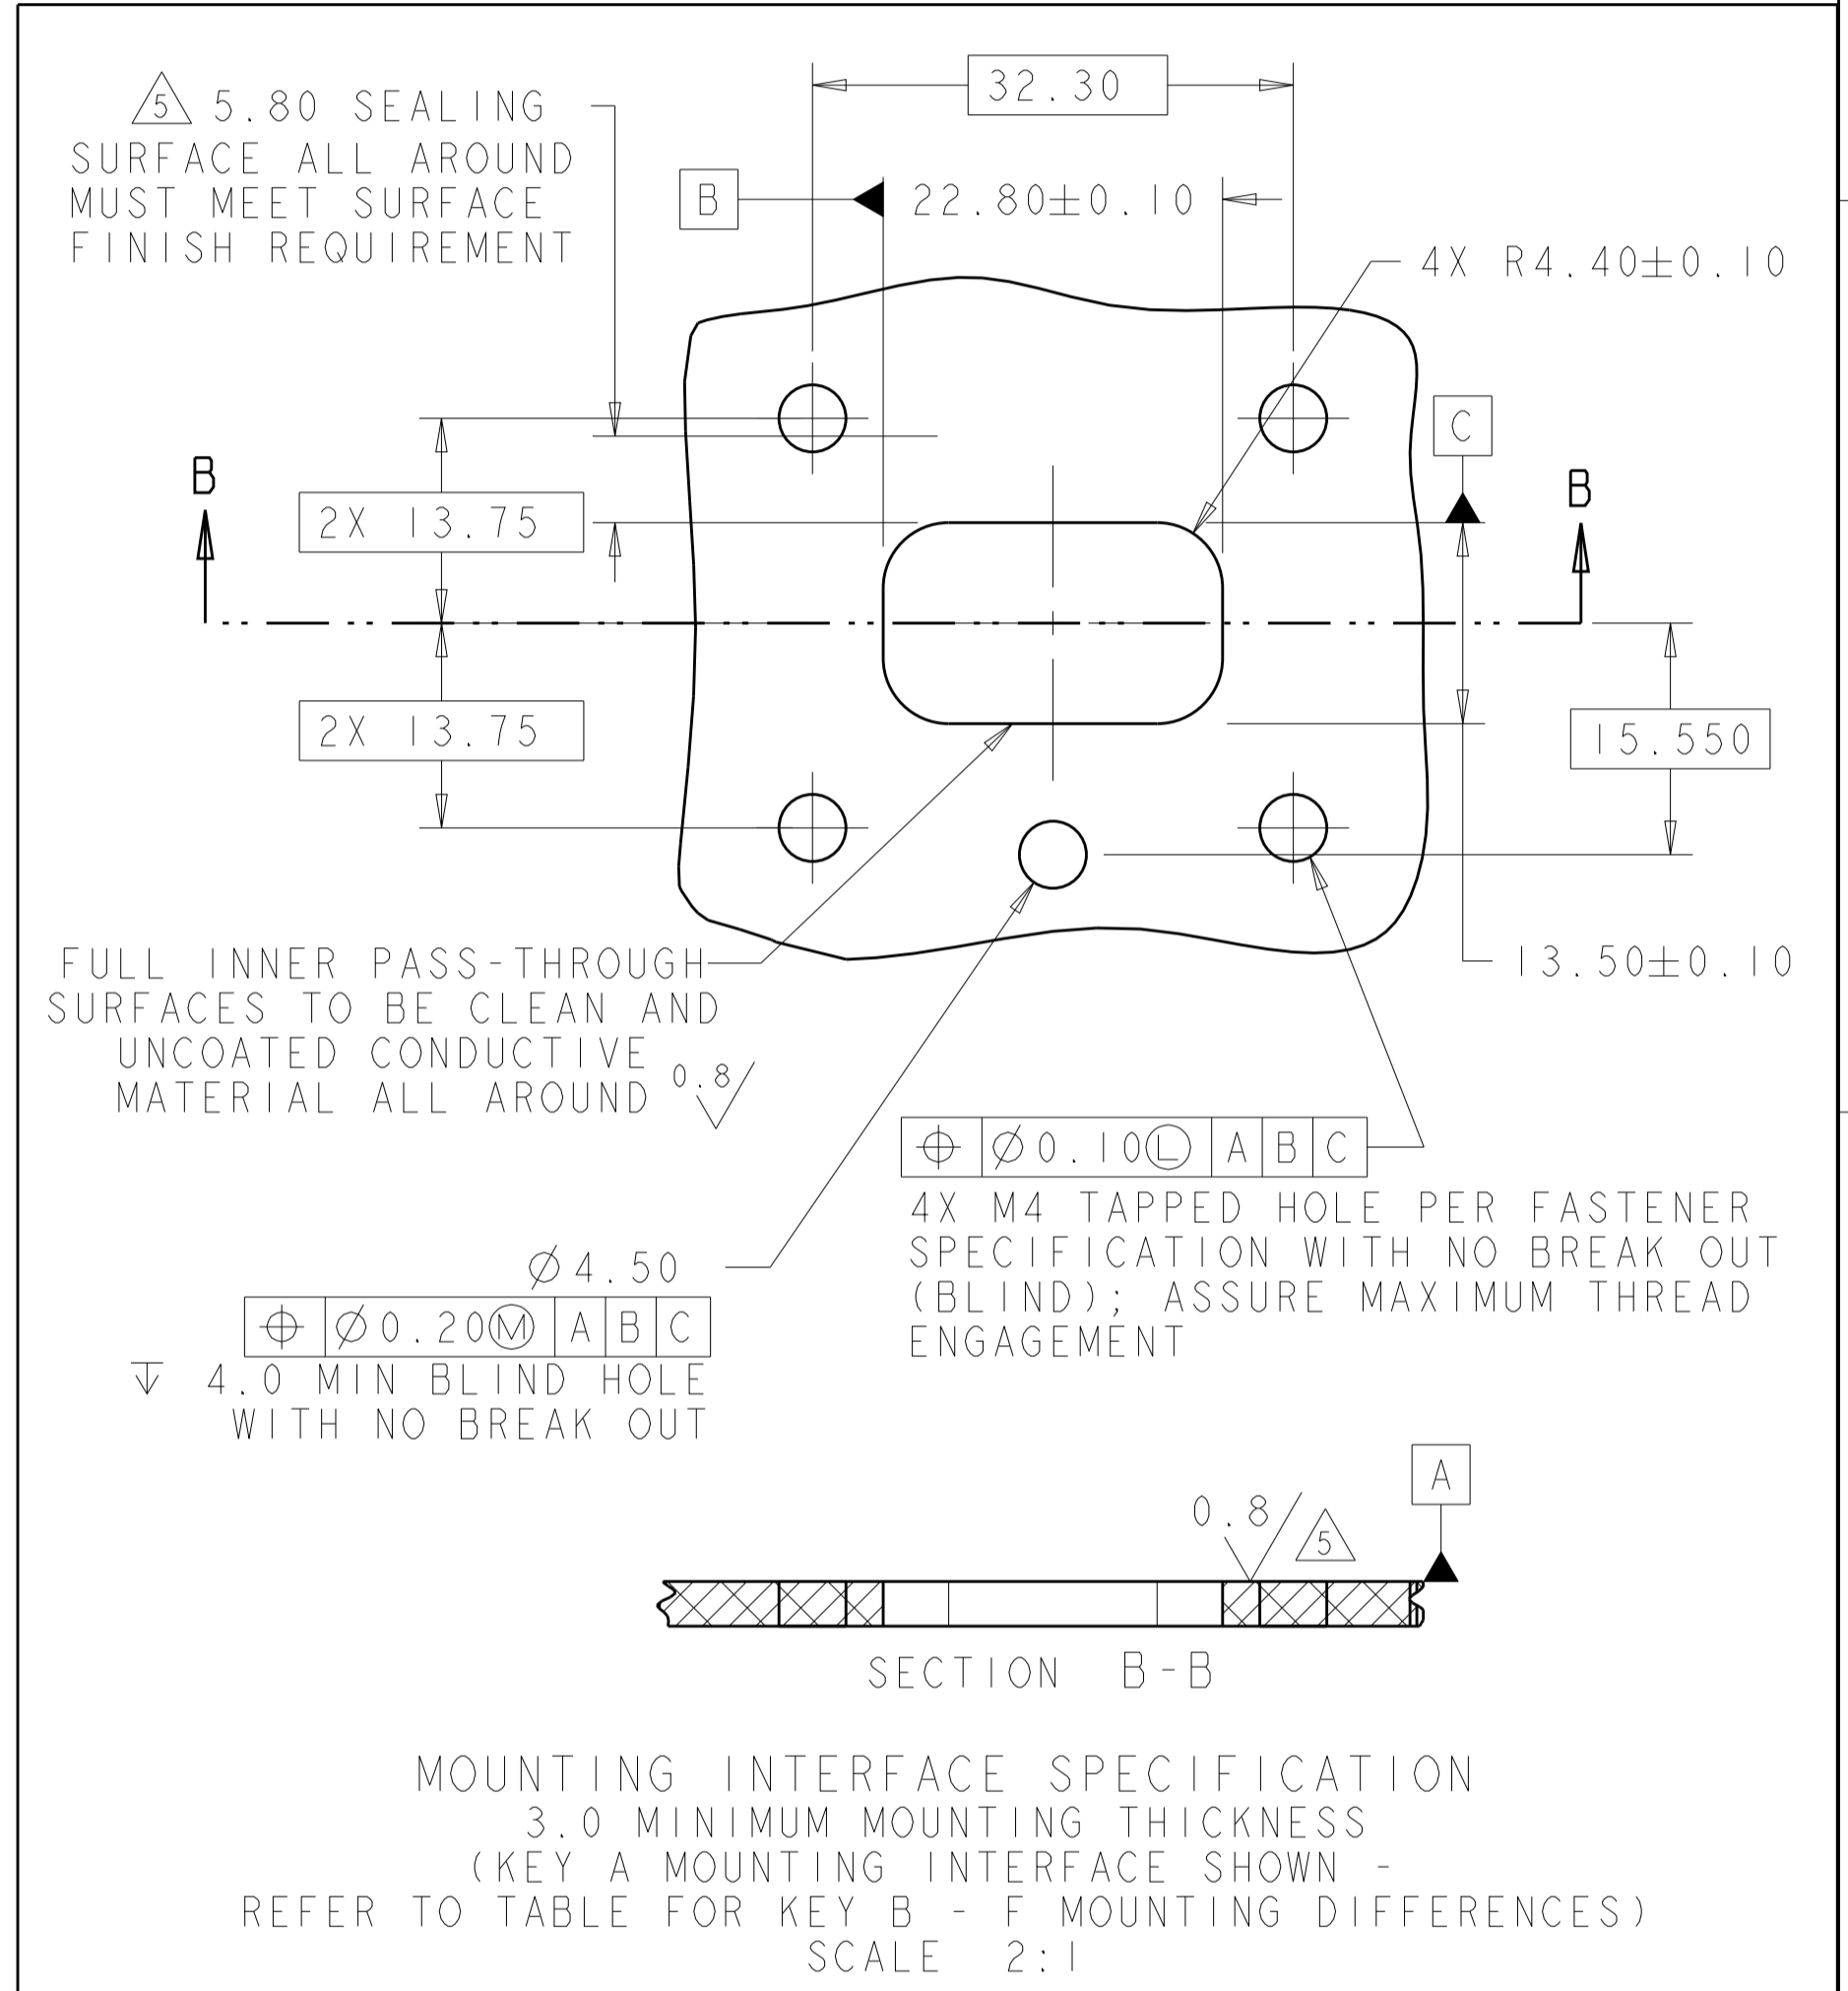 32.30
5 5.80 SEALING
SURFACE ALL AROUND
MUST MEET SURFACE
FINISH REQUIREMENT
B
22.80±0.10
4X R4.40±0.10
C
B
B
2X 13.75
2X 13.75
15.550
13.50±0.10
FULL INNER PASS-THROUGH
SURFACES TO BE CLEAN AND
UNCOATED CONDUCTIVE
MATERIAL ALL AROUND 0.8
⌖ ⌀0.10Ⓛ A B C
4X M4 TAPPED HOLE PER FASTENER
SPECIFICATION WITH NO BREAK OUT
(BLIND); ASSURE MAXIMUM THREAD
ENGAGEMENT
⌀4.50
⌖ ⌀0.20Ⓜ A B C
↧ 4.0 MIN BLIND HOLE
WITH NO BREAK OUT
A
0.8 5
SECTION B-B
MOUNTING INTERFACE SPECIFICATION
3.0 MINIMUM MOUNTING THICKNESS
(KEY A MOUNTING INTERFACE SHOWN -
REFER TO TABLE FOR KEY B - F MOUNTING DIFFERENCES)
SCALE 2:1